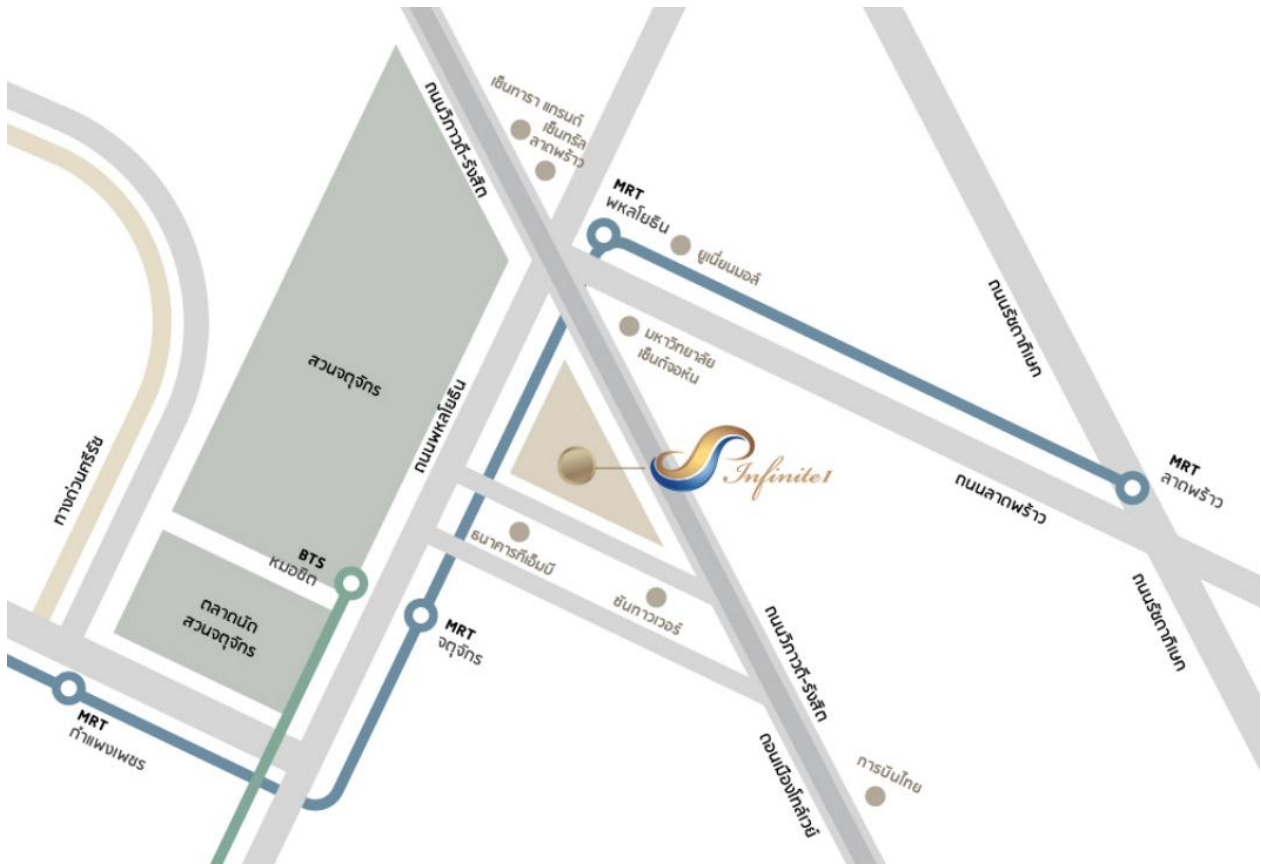 เซ็นทารา แกรนด์
เซ็นทรัล
ลาดพร้าว
ถนนวิภาวดี-รังสิต
MRT
พหลโยธิน
ยูเนี่ยนมอล์
ถนนรัชดาภิเษก
มหาวิทยาลัย
เซ็นต์จอห์น
สวนจตุจักร
ถนนพหลโยธิน
Infinite1
MRT
ลาดพร้าว
ถนนลาดพร้าว
ทางด่วนศรีรัช
ธนาคารทีเอ็มบี
BTS
หมอชิต
ชันทาวเวอร์
ตลาดนัด
สวนจตุจักร
MRT
จตุจักร
ถนนรัชดาภิเษก
ถนนวิภาวดี-รังสิต
MRT
กำแพงเพชร
ดอนเมืองโทล์เวย์
การบินไทย